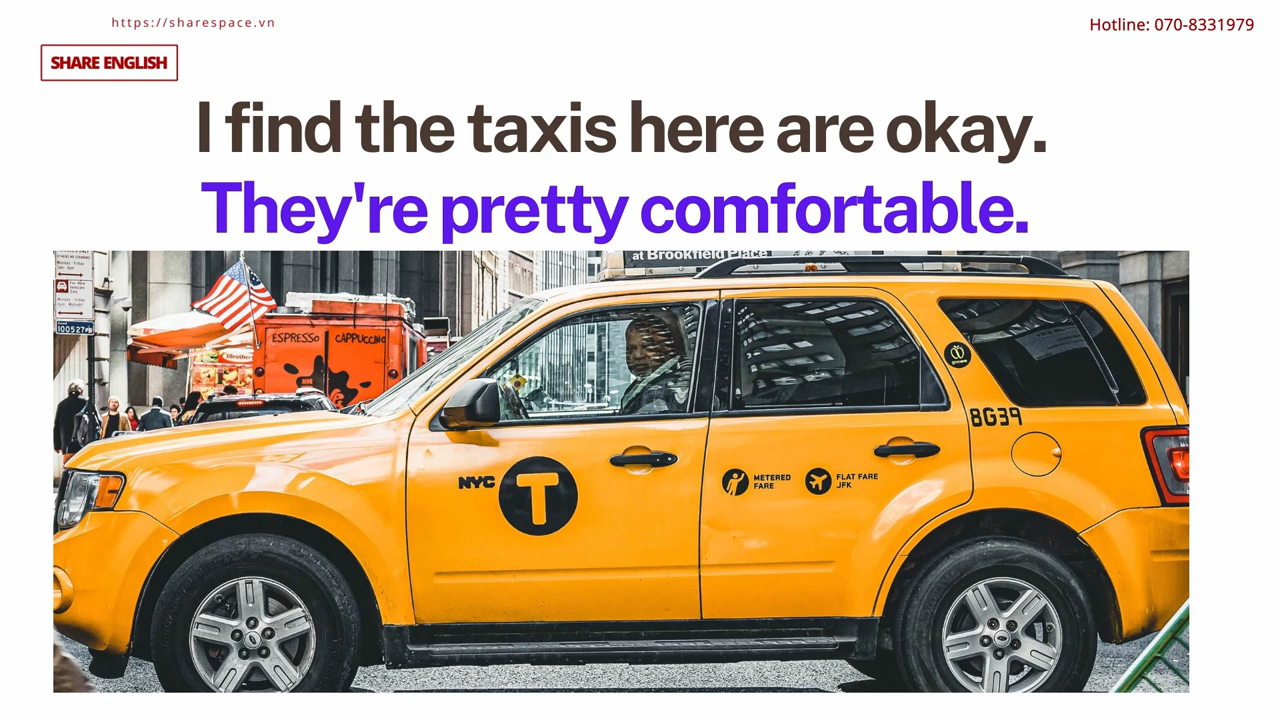 https://sharespace.vn
Hotline: 070-8331979
SHARE ENGLISH
I find the taxis here are okay.
They're pretty comfortable.
at Brookfield Place
ESPRESSO CAPPUCCINO
8G39
NYC T
METERED
FARE
FLAT FARE
JFK